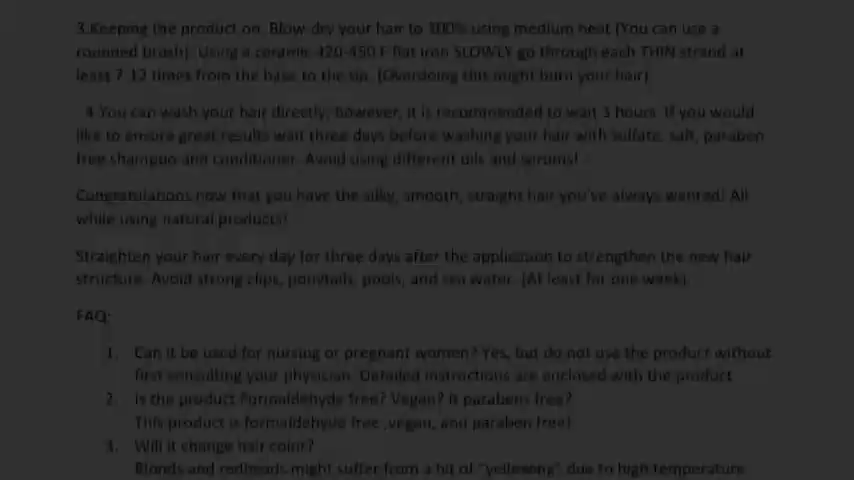 3.Keeping the product on. Blow-dry your hair to 100% using medium heat (You can use a
rounded brush). Using a ceramic 420-450 F flat iron SLOWLY go through each THIN strand at
least 7-12 times from the base to the tip. (Overdoing this might burn your hair)
4.You can wash your hair directly; however, it is recommended to wait 3 hours. If you would
like to ensure great results wait three days before washing your hair with sulfate, salt, paraben
free shampoo and conditioner. Avoid using different oils and serums!
Congratulations now that you have the silky, smooth, straight hair you've always wanted! All
while using natural products!
Straighten your hair every day for three days after the application to strengthen the new hair
structure. Avoid strong clips, ponytails, pools, and sea water. (At least for one week)
FAQ:
1. Can it be used for nursing or pregnant women? Yes, but do not use the product without
first consulting your physician. Detailed instructions are enclosed with the product
2. Is the product Formaldehyde free? Vegan? Is parabens free?
This product is formaldehyde free ,vegan, and paraben free!
3. Will it change hair color?
Blonds and redheads might suffer from a bit of "yellowing" due to high temperature